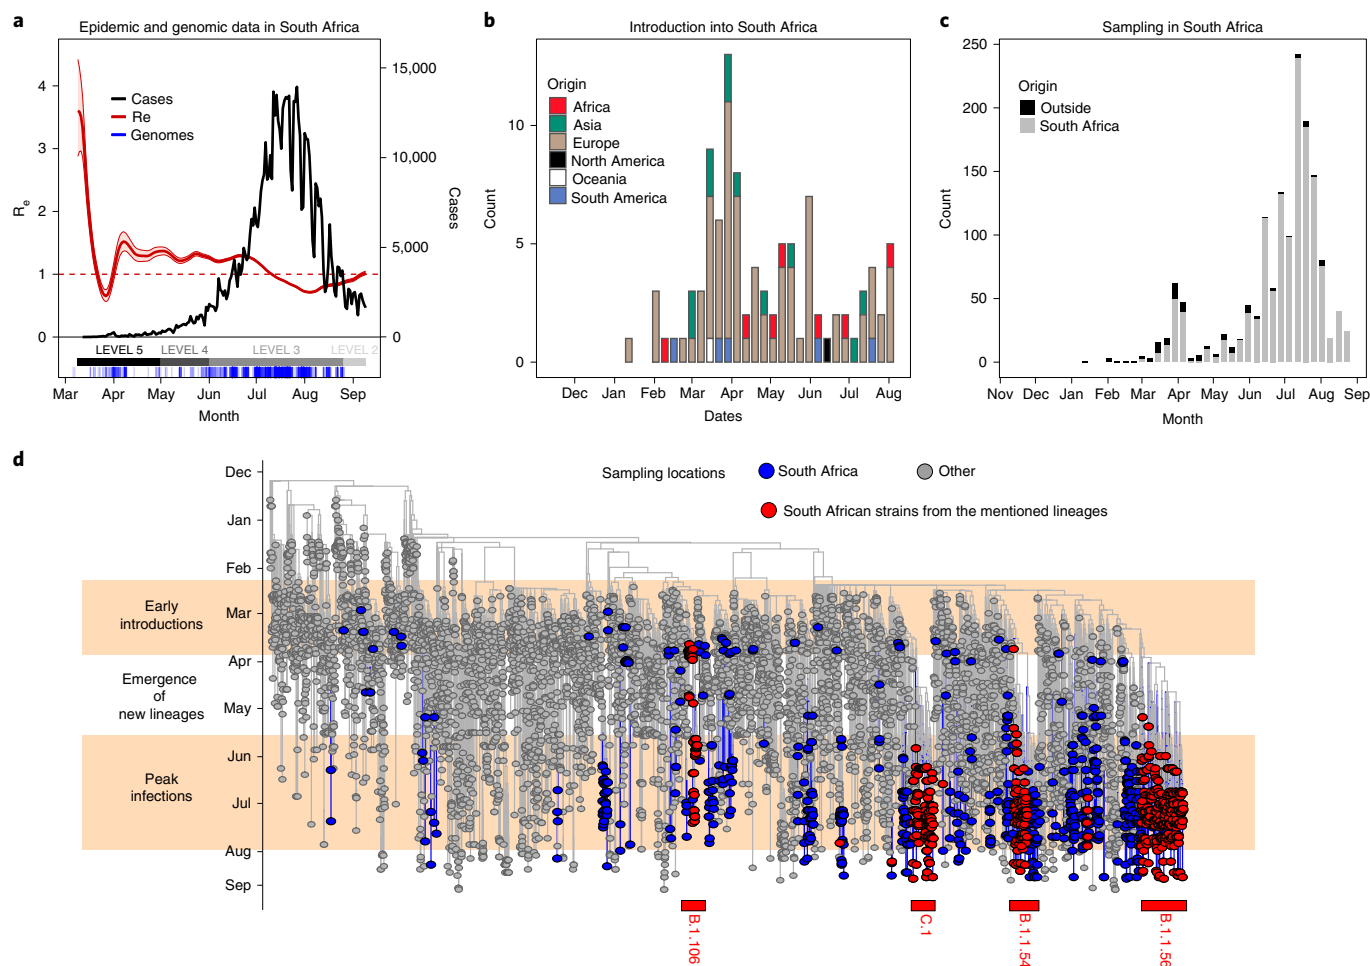 a
Epidemic and genomic data in South Africa
4
3
2
1
0
Re
15,000
10,000
5,000
0
Cases
Cases
Re
Genomes
LEVEL 5
LEVEL 4
LEVEL 3
LEVEL 2
Mar
Apr
May
Jun
Jul
Aug
Sep
Month
b
Introduction into South Africa
Origin
Africa
Asia
Europe
North America
Oceania
South America
10
5
0
Count
Dec
Jan
Feb
Mar
Apr
May
Jun
Jul
Aug
Dates
c
Sampling in South Africa
Origin
Outside
South Africa
250
200
150
100
50
0
Count
Nov
Dec
Jan
Feb
Mar
Apr
May
Jun
Jul
Aug
Sep
Month
d
Sampling locations
South Africa
Other
South African strains from the mentioned lineages
Dec
Jan
Feb
Mar
Apr
May
Jun
Jul
Aug
Sep
Early
introductions
Emergence
of
new lineages
Peak
infections
B.1.106
C.1
B.1.1.54
B.1.1.56